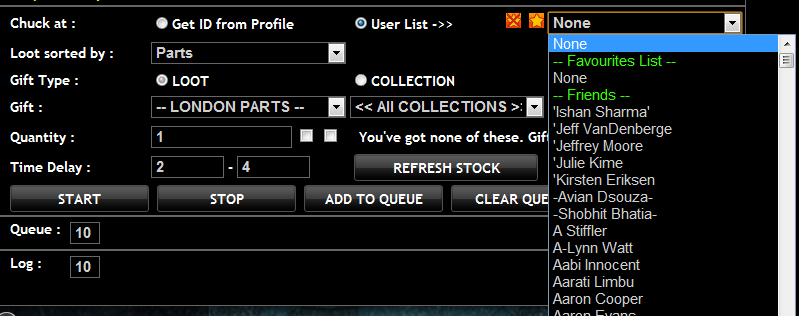 Chuck at : Get ID from Profile User List ->> None
Loot sorted by : Parts
Gift Type : LOOT COLLECTION
Gift : -- LONDON PARTS -- << All COLLECTIONS >
Quantity : 1 You've got none of these. Gif
Time Delay : 2 - 4 REFRESH STOCK
START STOP ADD TO QUEUE CLEAR QUE
Queue : 10
Log : 10
None
-- Favourites List --
None
-- Friends --
'Ishan Sharma'
'Jeff VanDenberge
'Jeffrey Moore
'Julie Kime
'Kirsten Eriksen
-Avian Dsouza-
-Shobhit Bhatia-
A Stiffler
A-Lynn Watt
Aabi Innocent
Aarati Limbu
Aaron Cooper
Aaron Evans